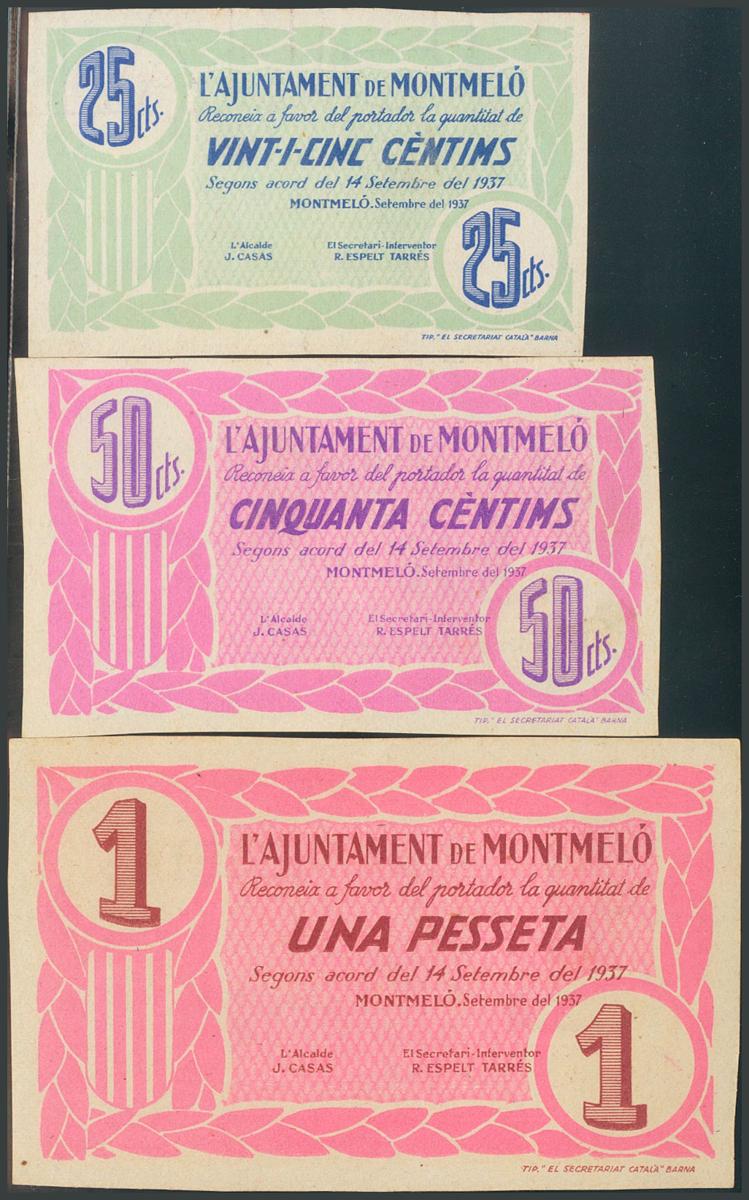 25 cts.
L'AJUNTAMENT DE MONTMELÓ
Reconeix a favor del portador la quantitat de
VINT-I-CINC CÈNTIMS
Segons acord del 14 Setembre del 1937
MONTMELÓ. Setembre del 1937
L'Alcalde El Secretari-Interventor
J. CASAS R. ESPELT TARRÉS
25 cts.
TIP. "EL SECRETARIAT CATALÀ" BARNA
50 cts.
L'AJUNTAMENT DE MONTMELÓ
Reconeix a favor del portador la quantitat de
CINQUANTA CÈNTIMS
Segons acord del 14 Setembre del 1937
MONTMELÓ. Setembre del 1937
L'Alcalde El Secretari-Interventor
J. CASAS R. ESPELT TARRÉS
50 cts.
TIP. "EL SECRETARIAT CATALÀ" BARNA
1
L'AJUNTAMENT DE MONTMELÓ
Reconeix a favor del portador la quantitat de
UNA PESSETA
Segons acord del 14 Setembre del 1937
MONTMELÓ. Setembre del 1937
L'Alcalde El Secretari-Interventor
J. CASAS R. ESPELT TARRÉS
1
TIP. "EL SECRETARIAT CATALÀ" BARNA